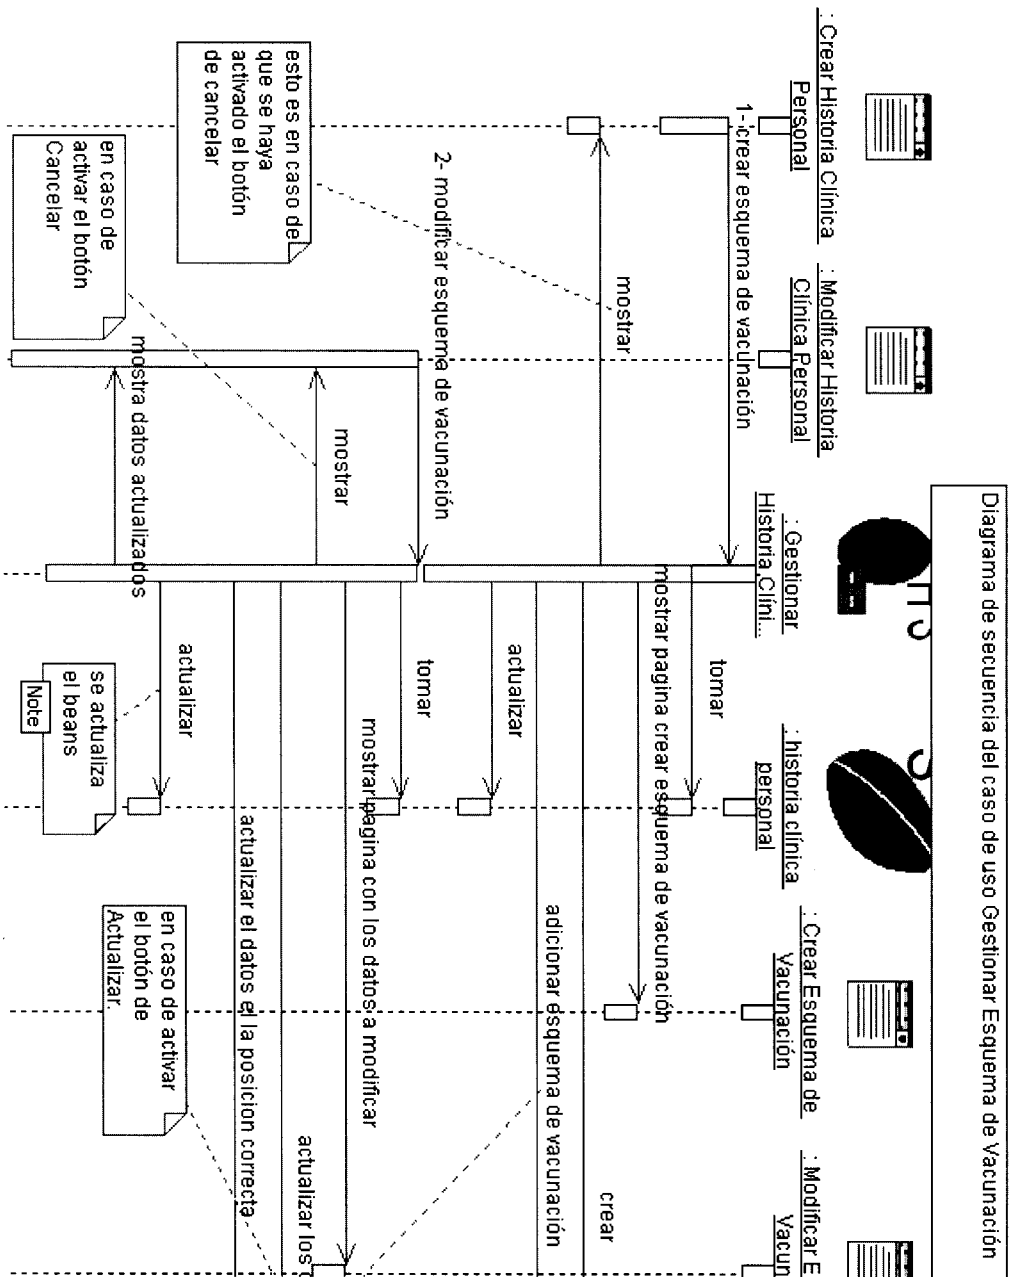 Diagrama de secuencia del caso de uso Gestionar Esquema de Vacunación
: Crear Historia Clínica
Personal
: Modificar Historia
Clínica Personal
: Gestionar
Historia Clíni...
: historia clínica
personal
: Crear Esquema de
Vacunación
: Modificar E
Vacun
1- crear esquema de vacunación
tomar
mostrar pagina crear esquema de vacunación
mostrar
crear
adicionar esquema de vacunación
actualizar
2- modificar esquema de vacunación
tomar
mostrar pagina con los datos a modificar
mostrar
actualizar los
actualizar el datos el la posicion correcta
actualizar
mostra datos actualizados
esto es en caso de
que se haya
activado el botón
de cancelar
en caso de
activar el botón
Cancelar
se actualiza
el beans
Note
en caso de activar
el botón de
Actualizar.